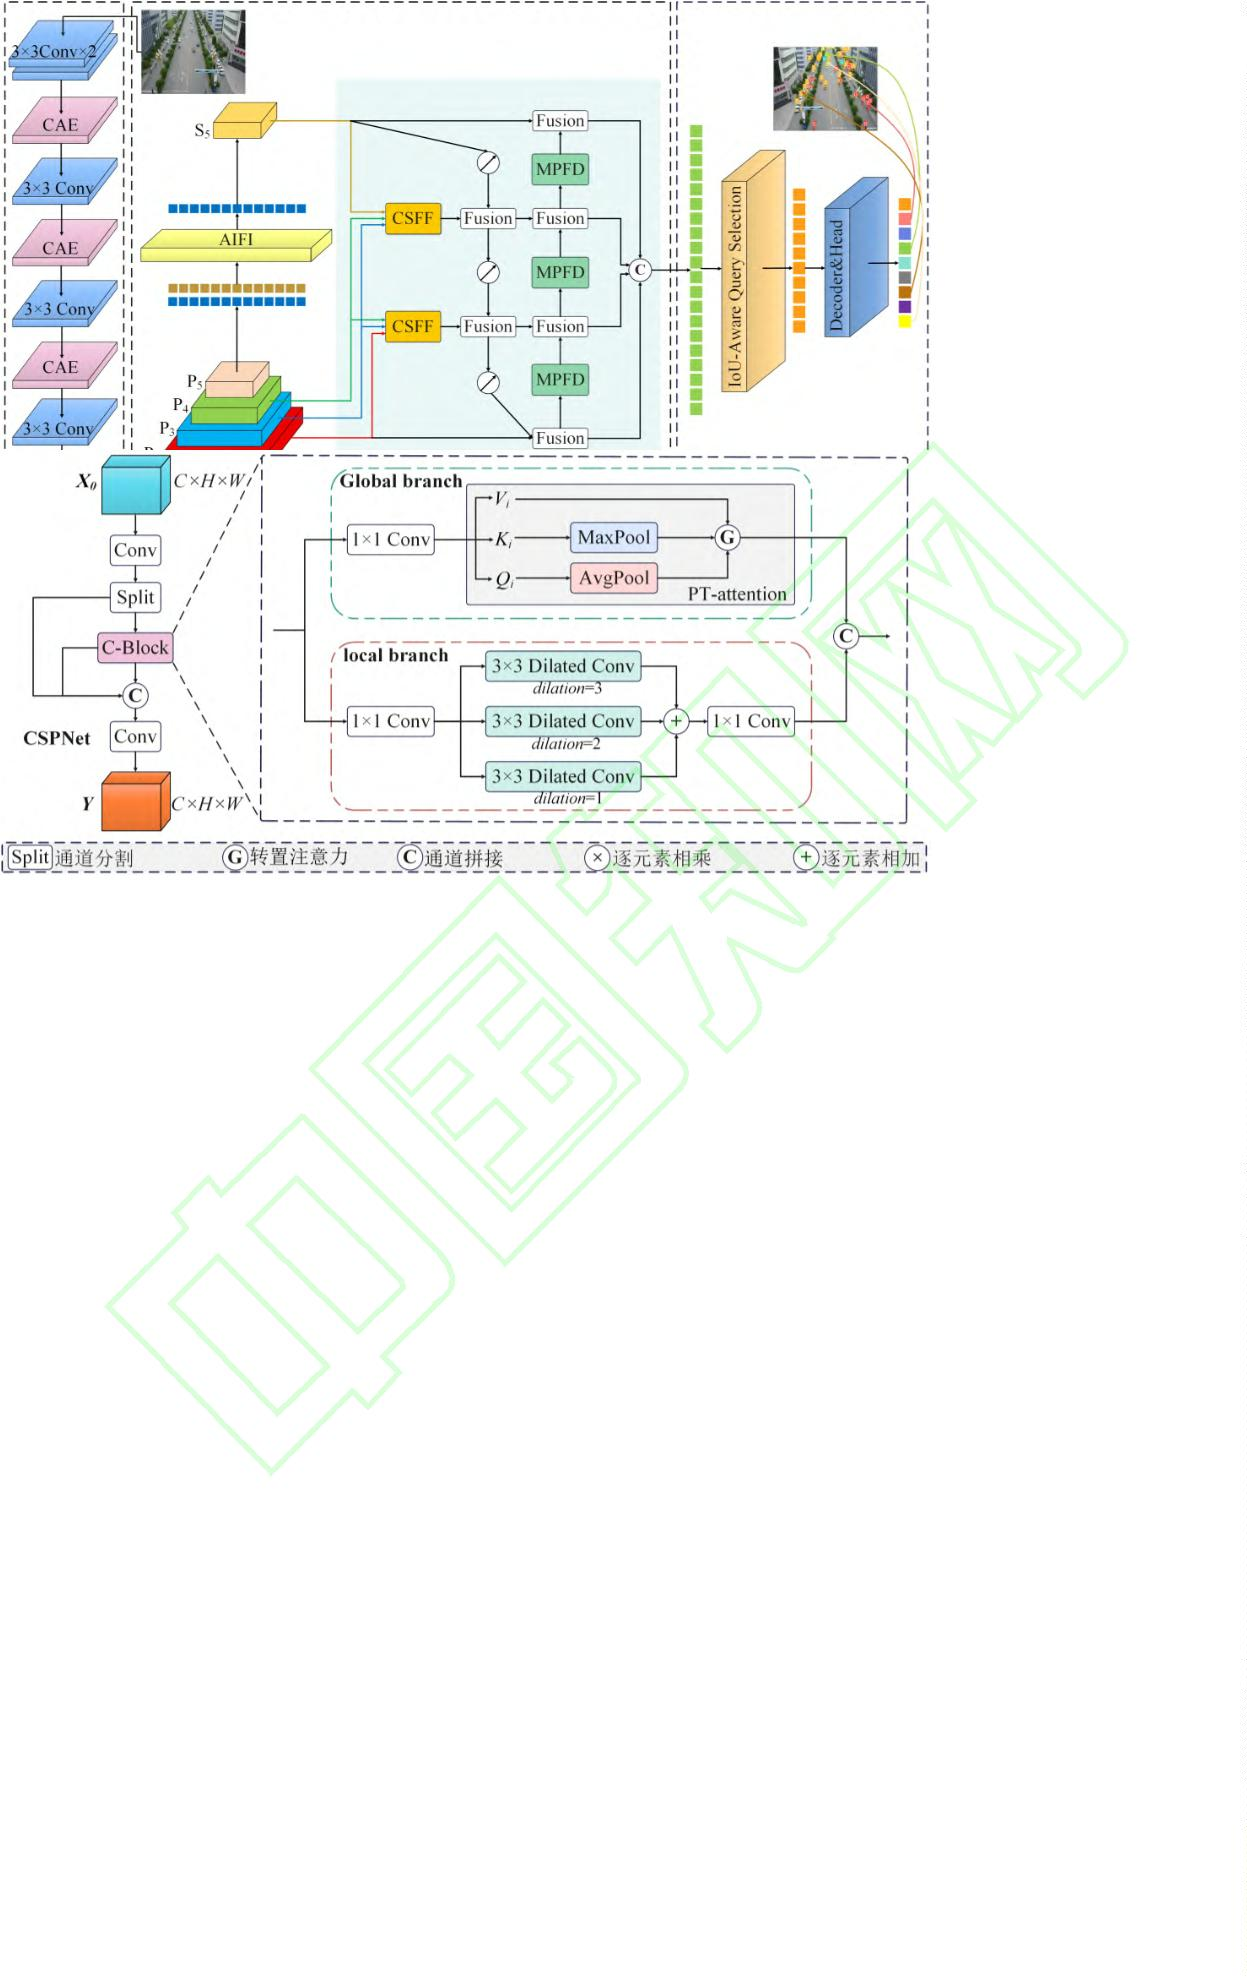 3×3Conv×2
CAE
3×3 Conv
CAE
3×3 Conv
CAE
3×3 Conv
S5
AIFI
P5
P4
P3
CSFF
CSFF
Fusion
Fusion
Fusion
MPFD
Fusion
MPFD
Fusion
MPFD
Fusion
C
IoU-Aware Query Selection
Decoder&Head
X0
C×H×W
Conv
Split
C-Block
C
CSPNet
Conv
Y
C×H×W
Global branch
1×1 Conv
Vi
Ki
Qi
MaxPool
AvgPool
G
PT-attention
local branch
1×1 Conv
3×3 Dilated Conv
dilation=3
3×3 Dilated Conv
dilation=2
3×3 Dilated Conv
dilation=1
+
1×1 Conv
C
Split 通道分割 G 转置注意力 C 通道拼接 × 逐元素相乘 + 逐元素相加
中国知网